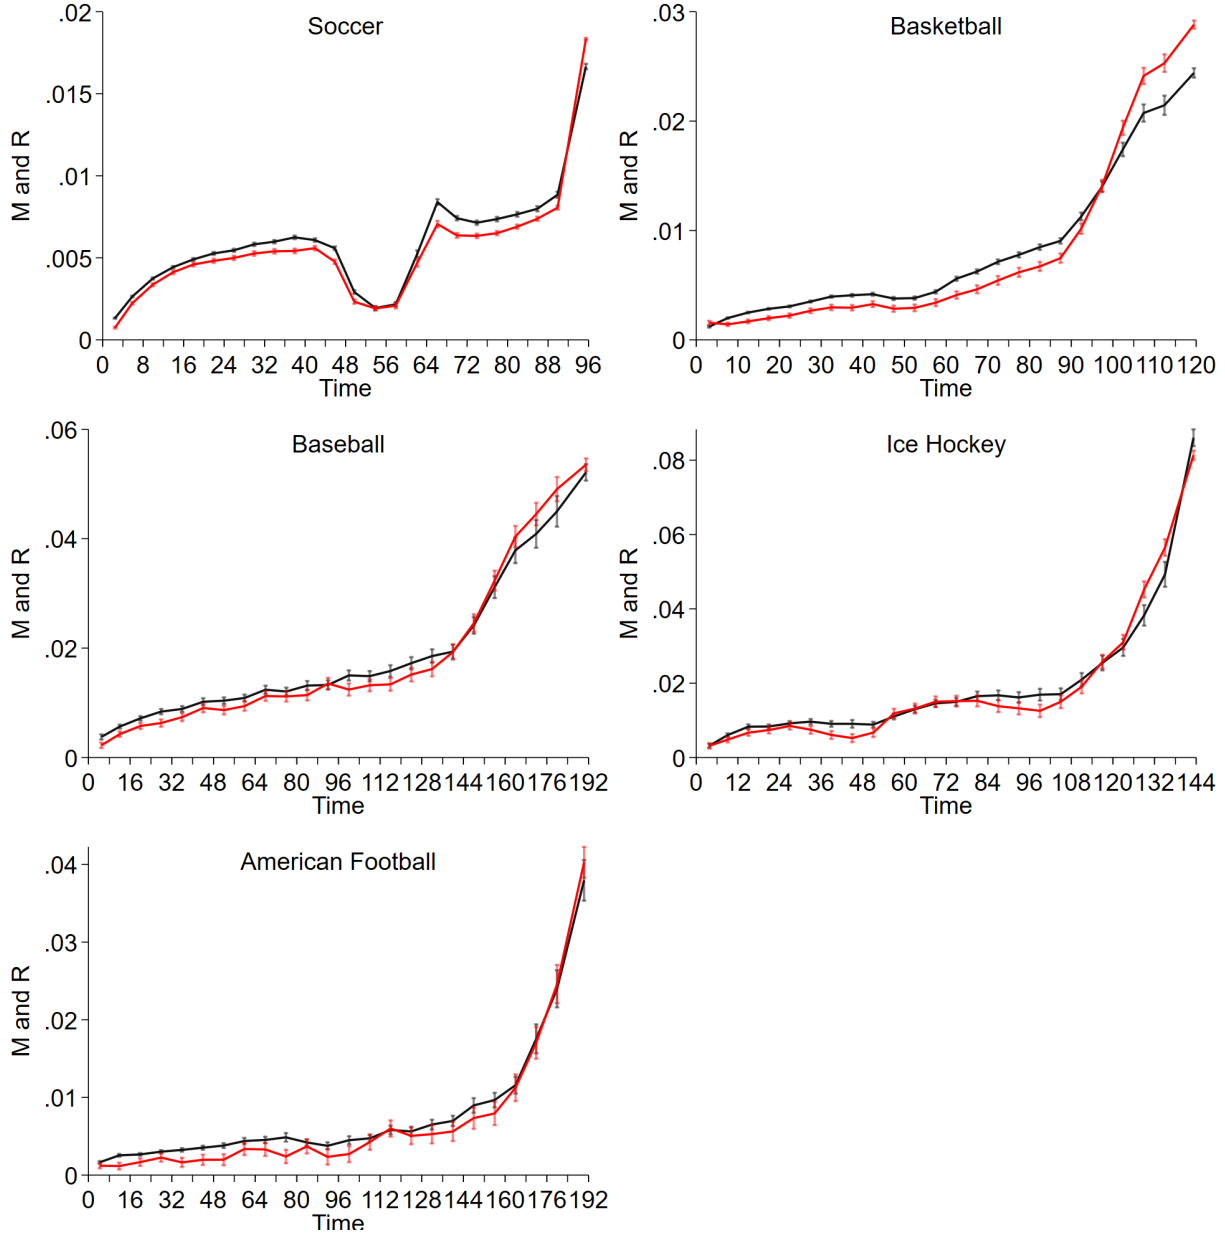 Soccer
.02
.015
.01
.005
0
M and R
0 8 16 24 32 40 48 56 64 72 80 88 96
Time
Basketball
.03
.02
.01
0
M and R
0 10 20 30 40 50 60 70 80 90 100 110 120
Time
Baseball
.06
.04
.02
0
M and R
0 16 32 48 64 80 96 112 128 144 160 176 192
Time
Ice Hockey
.08
.06
.04
.02
0
M and R
0 12 24 36 48 60 72 84 96 108 120 132 144
Time
American Football
.04
.03
.02
.01
0
M and R
0 16 32 48 64 80 96 112 128 144 160 176 192
Time